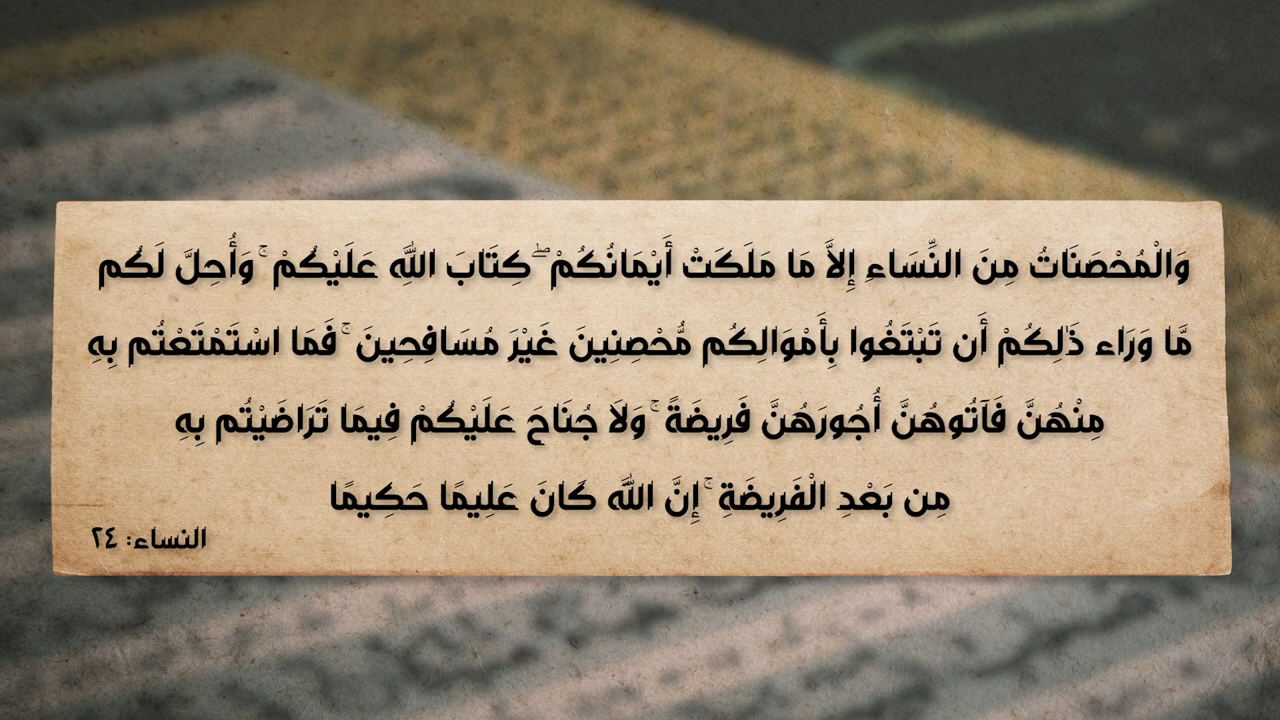 وَالْمُحْصَنَاتُ مِنَ النِّسَاء إِلاَّ مَا مَلَكَتْ أَيْمَانُكُمْ ۖ كِتَابَ اللّهِ عَلَيْكُمْ ۚ وَأُحِلَّ لَكُم
مَّا وَرَاء ذَٰلِكُمْ أَن تَبْتَغُوا بِأَمْوَالِكُم مُّحْصِنِينَ غَيْرَ مُسَافِحِينَ ۚ فَمَا اسْتَمْتَعْتُم بِهِ
مِنْهُنَّ فَآتُوهُنَّ أُجُورَهُنَّ فَرِيضَةً ۚ وَلاَ جُنَاحَ عَلَيْكُمْ فِيمَا تَرَاضَيْتُم بِهِ
مِن بَعْدِ الْفَرِيضَةِ ۚ إِنَّ اللّهَ كَانَ عَلِيمًا حَكِيمًا
النساء: ٢٤